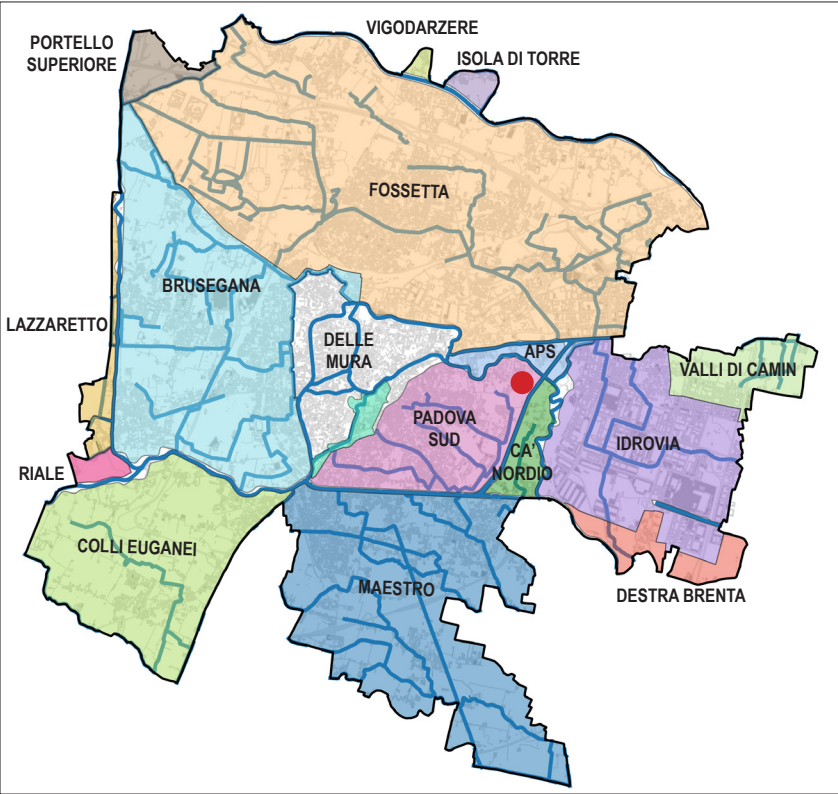 VIGODARZERE
PORTELLO
SUPERIORE
ISOLA DI TORRE
FOSSETTA
BRUSEGANA
LAZZARETTO
DELLE
MURA
APS
VALLI DI CAMIN
PADOVA
SUD
IDROVIA
CA'
NORDIO
RIALE
COLLI EUGANEI
MAESTRO
DESTRA BRENTA